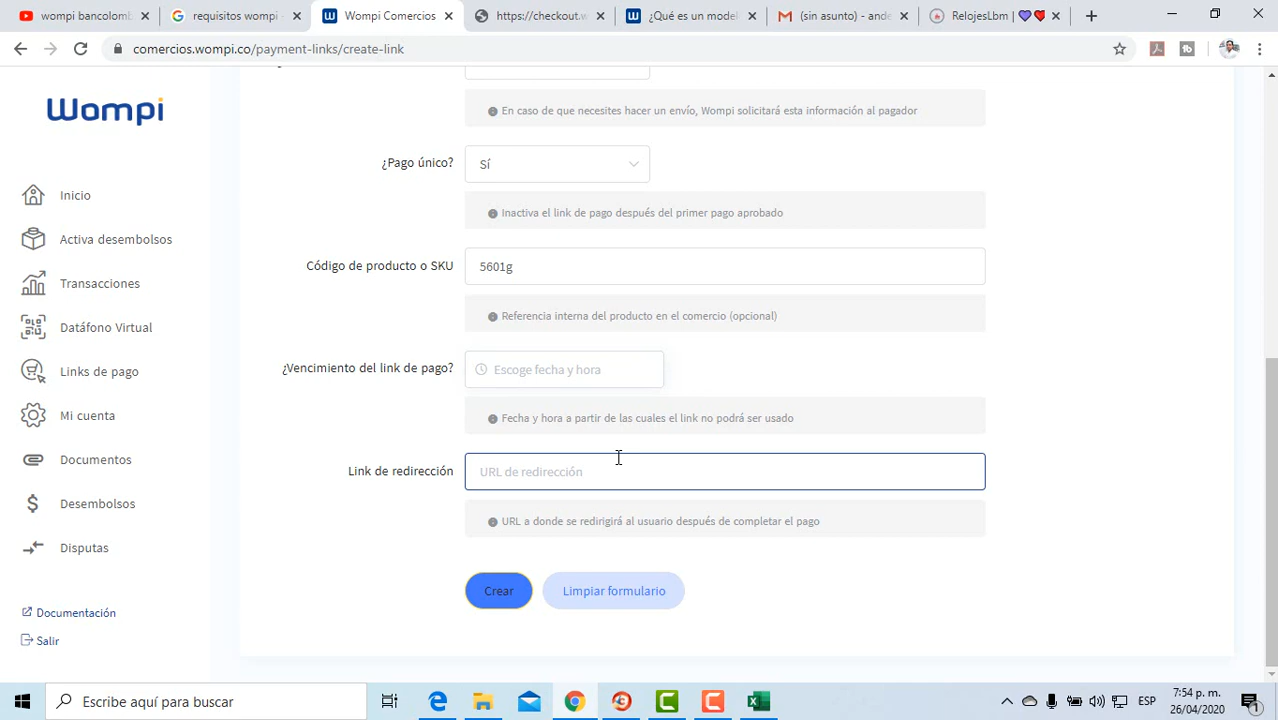 wompi bancolomb
requisitos wompi
Wompi Comercios
https://checkout.w
¿Qué es un mod
(sin asunto) - ande
RelojesLbm |
comercios.wompi.co/payment-links/create-link
Wompi
Inicio
Activa desembolsos
Transacciones
Datáfono Virtual
Links de pago
Mi cuenta
Documentos
Desembolsos
Disputas
Documentación
Salir
En caso de que necesites hacer un envío, Wompi solicitará esta información al pagador
¿Pago único?
Sí
Inactiva el link de pago después del primer pago aprobado
Código de producto o SKU
5601g
Referencia interna del producto en el comercio (opcional)
¿Vencimiento del link de pago?
Escoge fecha y hora
Fecha y hora a partir de las cuales el link no podrá ser usado
Link de redirección
URL de redirección
URL a donde se redirigirá al usuario después de completar el pago
Crear
Limpiar formulario
Escribe aquí para buscar
ESP
7:54 p. m.
26/04/2020